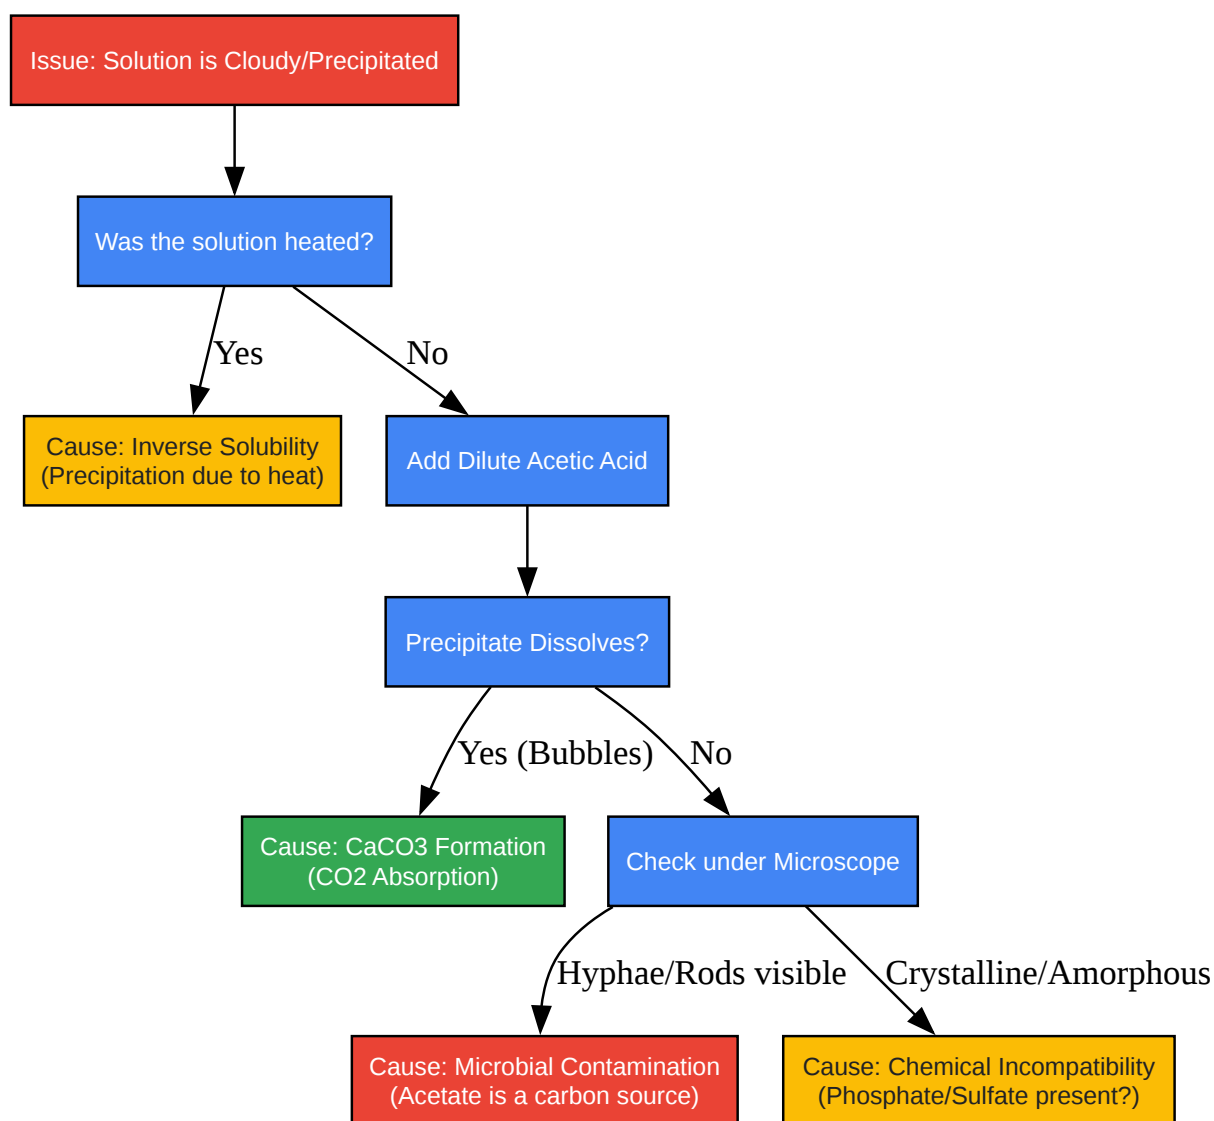 Issue: Solution is Cloudy/Precipitated
Was the solution heated?
Yes
No
Cause: Inverse Solubility
(Precipitation due to heat)
Add Dilute Acetic Acid
Precipitate Dissolves?
Yes (Bubbles)
No
Cause: CaCO3 Formation
(CO2 Absorption)
Check under Microscope
Hyphae/Rods visible
Crystalline/Amorphous
Cause: Microbial Contamination
(Acetate is a carbon source)
Cause: Chemical Incompatibility
(Phosphate/Sulfate present?)